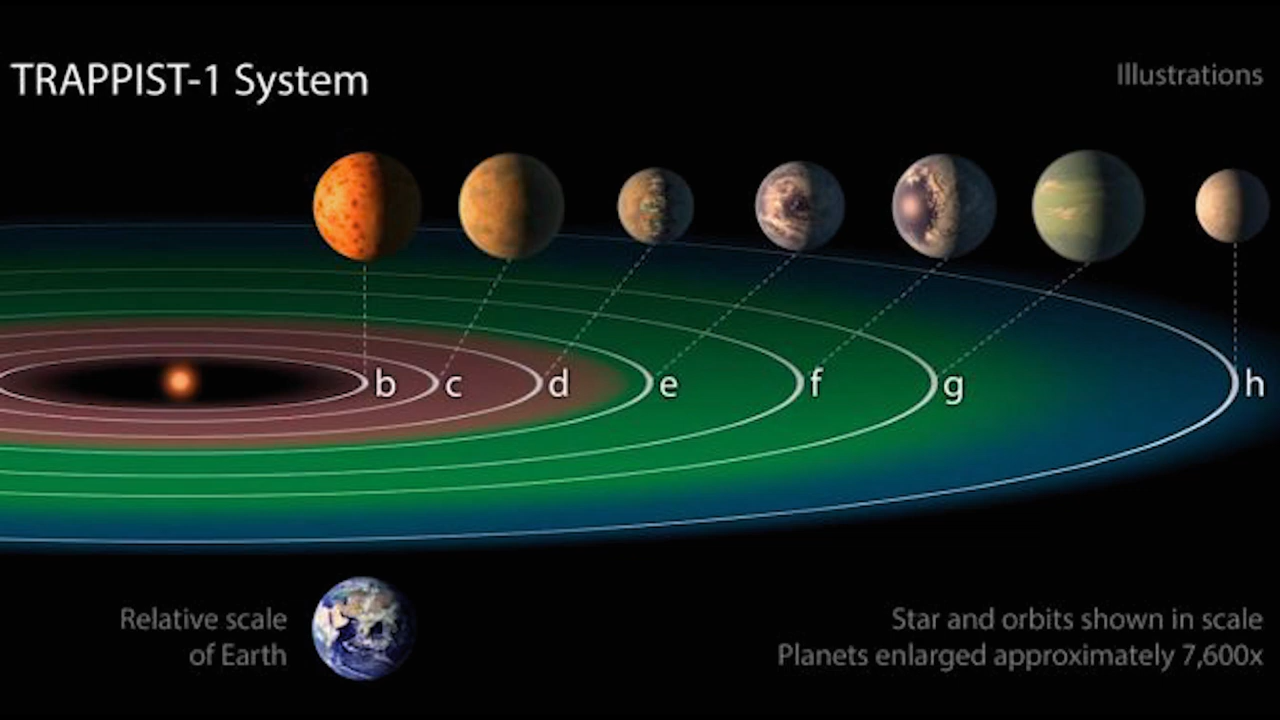 TRAPPIST-1 System
Illustrations
b
c
d
e
f
g
h
Relative scale
of Earth
Star and orbits shown in scale
Planets enlarged approximately 7,600x